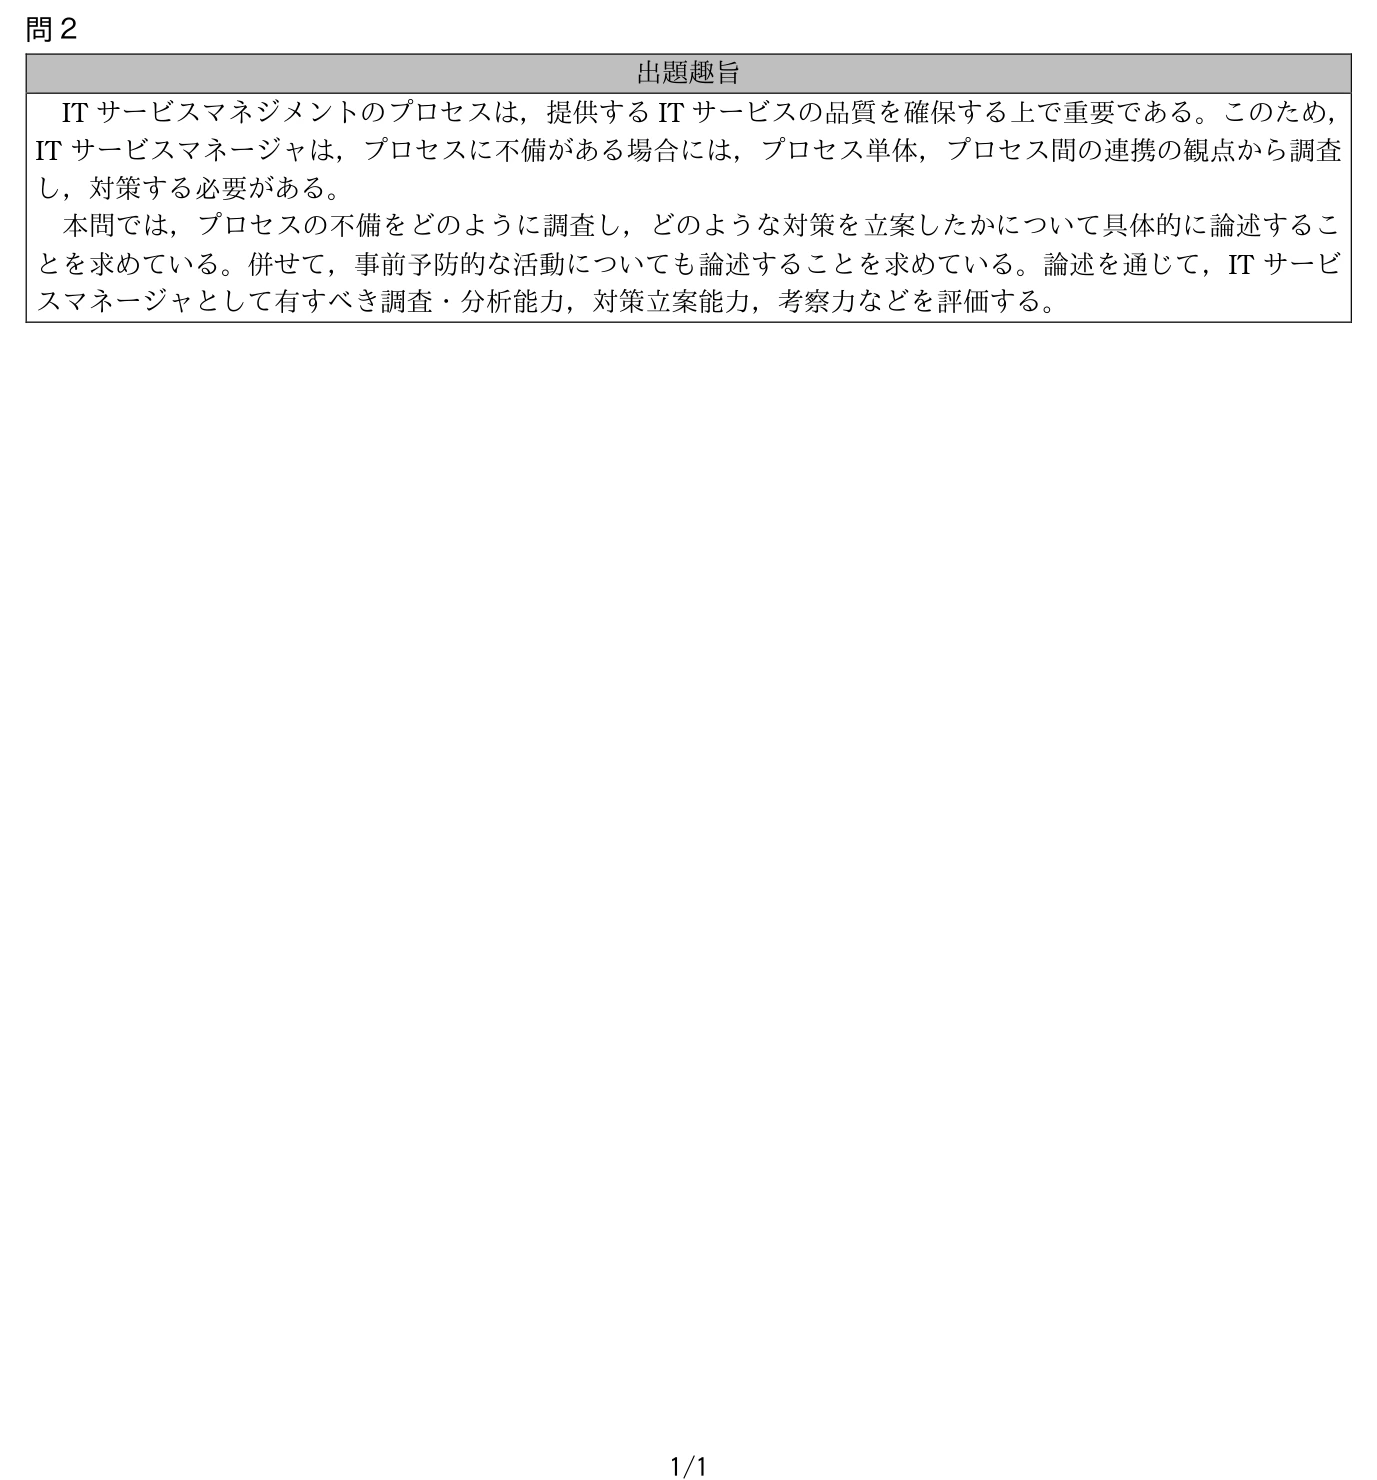 問２
出題趣旨
　IT サービスマネジメントのプロセスは，提供する IT サービスの品質を確保する上で重要である。このため，
IT サービスマネージャは，プロセスに不備がある場合には，プロセス単体，プロセス間の連携の観点から調査
し，対策する必要がある。
　本問では，プロセスの不備をどのように調査し，どのような対策を立案したかについて具体的に論述するこ
とを求めている。併せて，事前予防的な活動についても論述することを求めている。論述を通じて，IT サービ
スマネージャとして有すべき調査・分析能力，対策立案能力，考察力などを評価する。
1/1